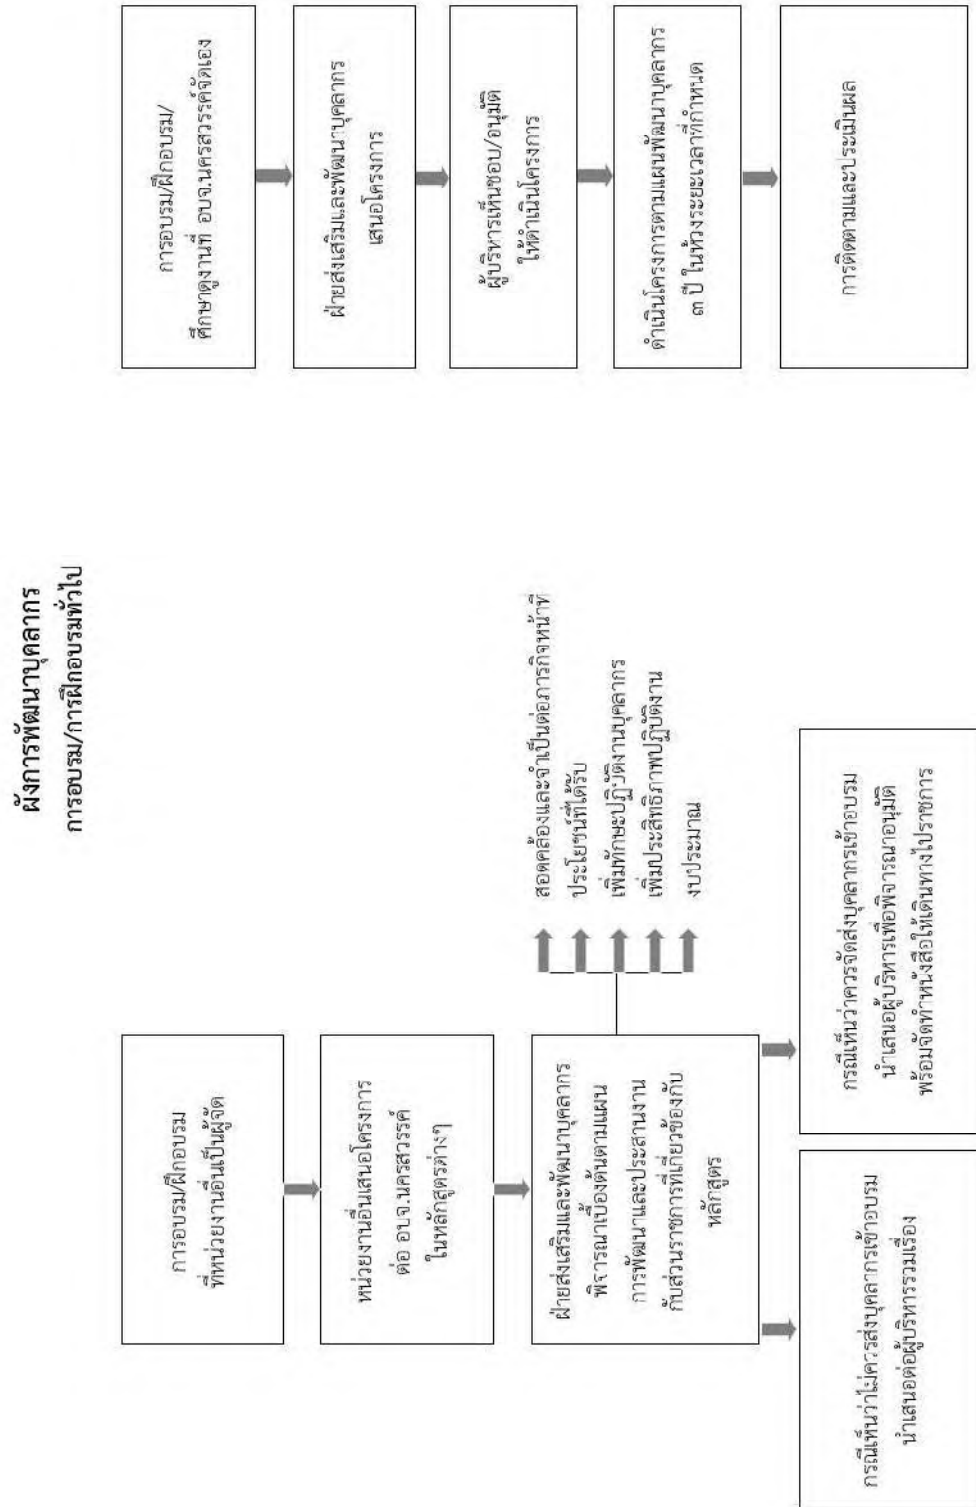 ผังการพัฒนาบุคลากร
การอบรม/การฝึกอบรมทั่วไป
การอบรม/ฝึกอบรม
ที่หน่วยงานอื่นเป็นผู้จัด
หน่วยงานอื่นเสนอโครงการ
ต่อ อบจ.นครสวรรค์
ในหลักสูตรต่างๆ
ฝ่ายส่งเสริมและพัฒนาบุคลากร
พิจารณาเบื้องต้นตามแผน
การพัฒนาและประสานงาน
กับส่วนราชการที่เกี่ยวข้องกับ
หลักสูตร
สอดคล้องและจำเป็นต่อภารกิจหน้าที่
ประโยชน์ที่ได้รับ
เพิ่มทักษะปฏิบัติงานบุคลากร
เพิ่มประสิทธิภาพปฏิบัติงาน
งบประมาณ
กรณีเห็นว่าไม่ควรส่งบุคลากรเข้าอบรม
นำเสนอต่อผู้บริหารรวมเรื่อง
กรณีเห็นว่าควรจัดส่งบุคลากรเข้าอบรม
นำเสนอผู้บริหารเพื่อพิจารณาอนุมัติ
พร้อมจัดทำหนังสือให้เดินทางไปราชการ
การอบรม/ฝึกอบรม/
ศึกษาดูงานที่ อบจ.นครสวรรค์จัดเอง
ฝ่ายส่งเสริมและพัฒนาบุคลากร
เสนอโครงการ
ผู้บริหารเห็นชอบ/อนุมัติ
ให้ดำเนินโครงการ
ดำเนินโครงการตามแผนพัฒนาบุคลากร
๓ ปี ในห้วงระยะเวลาที่กำหนด
การติดตามและประเมินผล